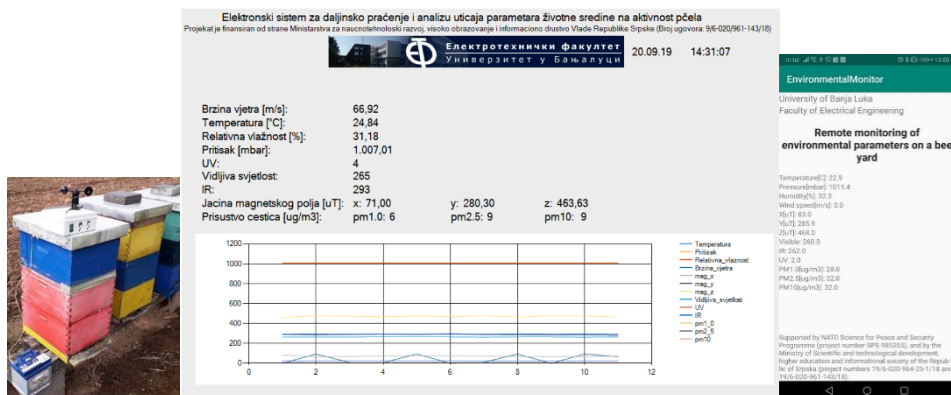 Elektronski sistem za daljinsko praćenje i analizu uticaja parametara životne sredine na aktivnost pčela
Projekat je finansiran od strane Ministarstva za naucnotehnoloski razvoj, visoko obrazovanje i informaciono drustvo Vlade Republike Srpske (Broj ugovora: 9/6-020/961-143/18)
Електротехнички факултет
Универзитет у Бањалуци
20.09.19 14:31:07
Brzina vjetra [m/s]: 66,92
Temperatura [°C]: 24,84
Relativna vlažnost [%]: 31,18
Pritisak [mbar]: 1.007,01
UV: 4
Vidljiva svjetlost: 265
IR: 293
Jacina magnetskog polja [uT]: x: 71,00 y: 280,30 z: 463,63
Prisustvo cestica [ug/m3]: pm1.0: 6 pm2.5: 9 pm10: 9
1200
1000
800
600
400
200
0
0 2 4 6 8 10 12
Temperatura
Pritisak
Relativna_vlaznost
Brzina_vjetra
mag_x
mag_y
mag_z
Vidljiva_svjetlost
UV
IR
pm1_0
pm2_5
pm10
13:00
EnvironmentalMonitor
University of Banja Luka
Faculty of Electrical Engineering
Remote monitoring of
environmental parameters on a bee
yard
Temperature[C]: 22.9
Pressure[mbar]: 1011.4
Humidity[%]: 32.3
Wind speed[m/s]: 0.0
X[uT]: 83.0
Y[uT]: 285.9
Z[uT]: 468.0
Visible: 260.0
IR: 262.0
UV: 2.0
PM1.0[ug/m3]: 28.0
PM2.5[ug/m3]: 32.0
PM10[ug/m3]: 32.0
Supported by NATO Science for Peace and Security
Programme (project number SPS 985355), and by the
Ministry of Scientific and technological development,
higher education and informational society of the Repub-
lic of Srpska (project numbers 19/6-020-964-25-1/18 and
19/6-020-961-143/18).